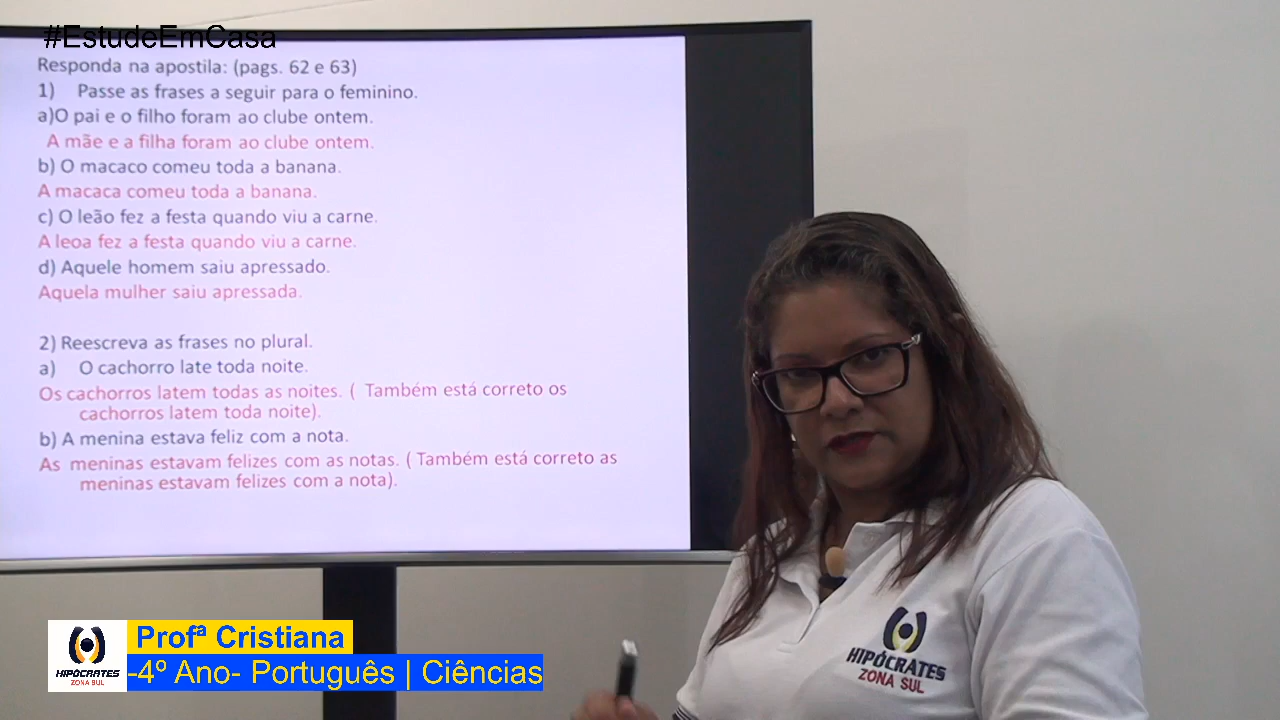 #EstudeEmCasa
Responda na apostila: (pags. 62 e 63)
1) Passe as frases a seguir para o feminino.
a)O pai e o filho foram ao clube ontem.
A mãe e a filha foram ao clube ontem.
b) O macaco comeu toda a banana.
A macaca comeu toda a banana.
c) O leão fez a festa quando viu a carne.
A leoa fez a festa quando viu a carne.
d) Aquele homem saiu apressado.
Aquela mulher saiu apressada.
2) Reescreva as frases no plural.
a) O cachorro late toda noite.
Os cachorros latem todas as noites. ( Também está correto os
cachorros latem toda noite).
b) A menina estava feliz com a nota.
As meninas estavam felizes com as notas. ( Também está correto as
meninas estavam felizes com a nota).
HIPÓCRATES
ZONA SUL
Profª Cristiana
-4º Ano- Português | Ciências
HIPÓCRATES
ZONA SUL